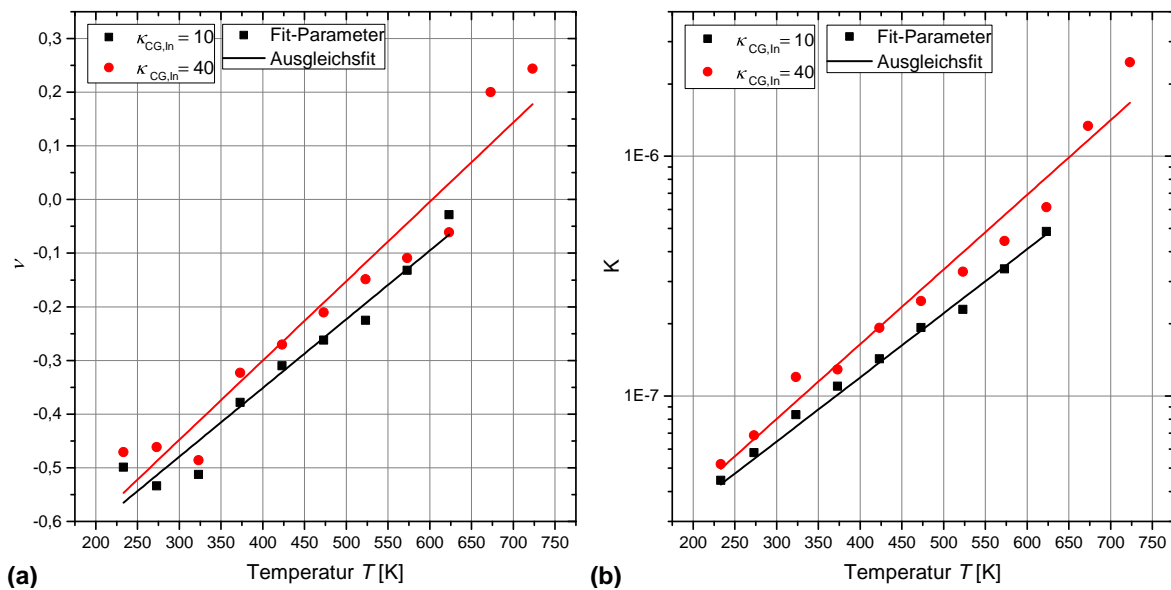 κCG,In= 10
κCG,In= 40
Fit-Parameter
Ausgleichsfit
0,3
0,2
0,1
0,0
-0,1
-0,2
-0,3
-0,4
-0,5
-0,6
ν
200 250 300 350 400 450 500 550 600 650 700 750
Temperatur T [K]
(a)
κCG,In= 10
κCG,In= 40
Fit-Parameter
Ausgleichsfit
1E-6
1E-7
K
200 250 300 350 400 450 500 550 600 650 700 750
Temperatur T [K]
(b)